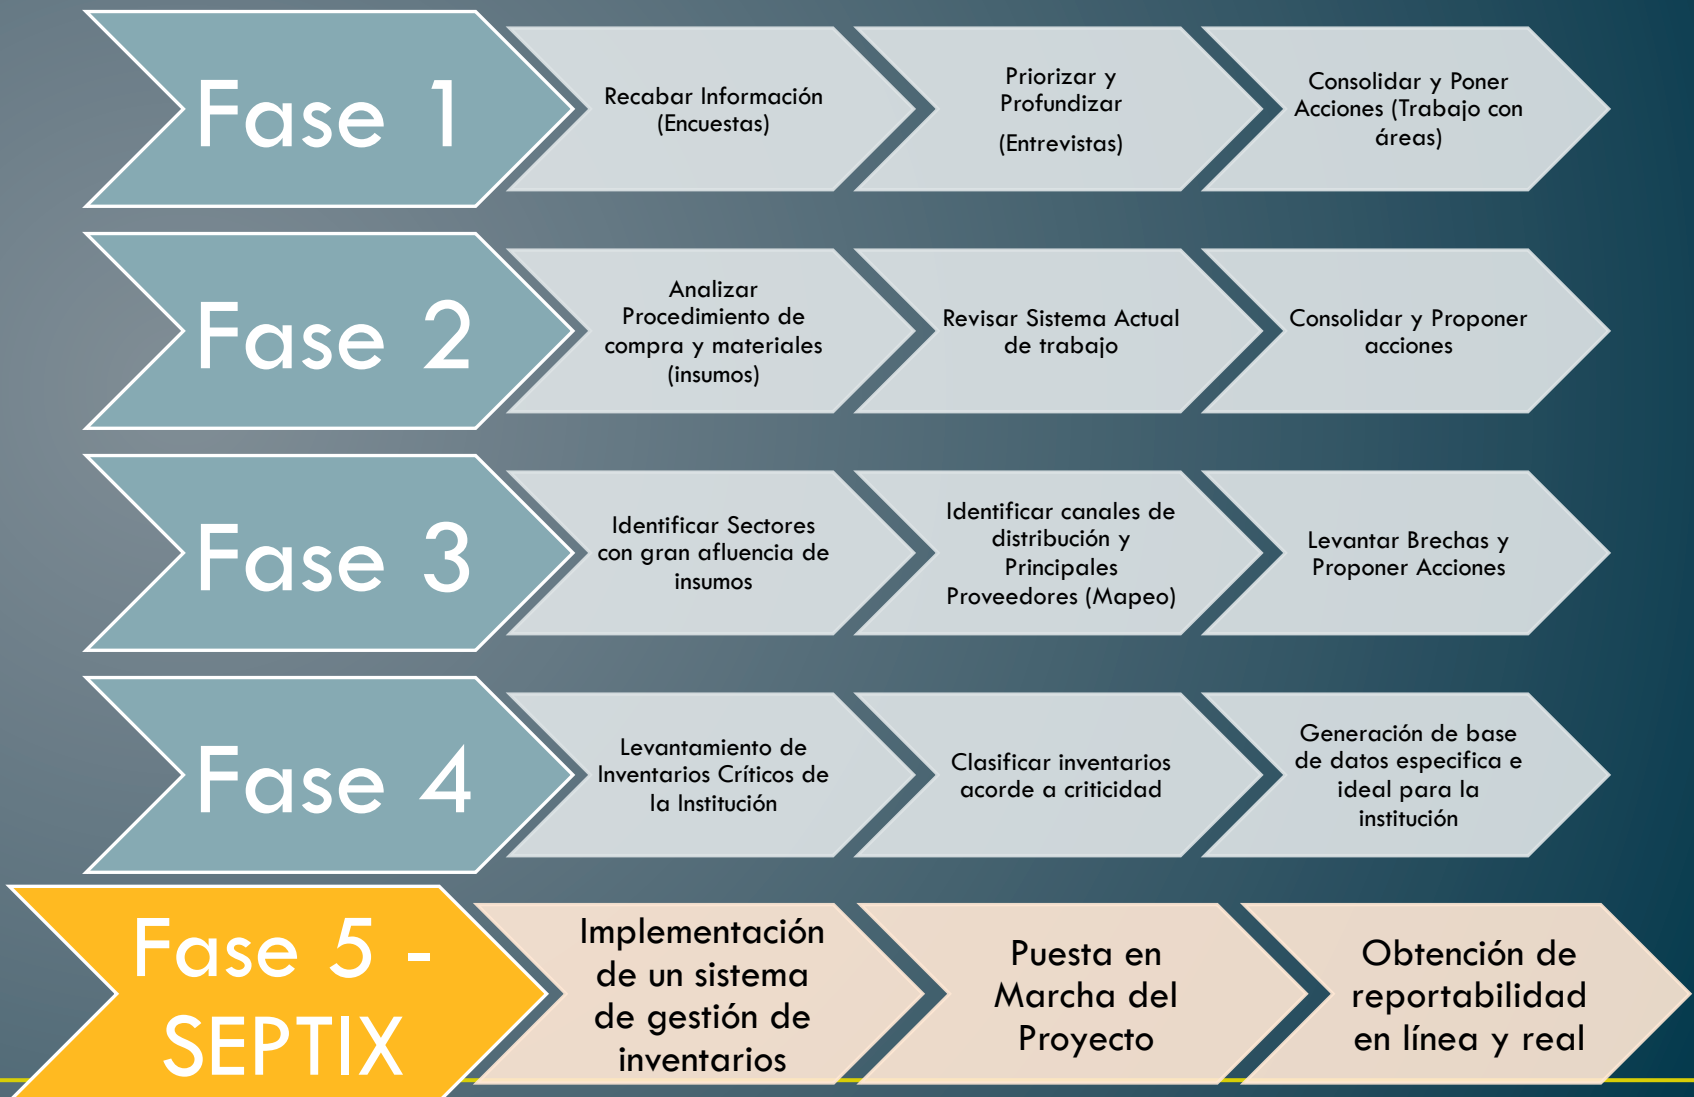 Fase 1
Recabar Información
(Encuestas)
Priorizar y
Profundizar
(Entrevistas)
Consolidar y Poner
Acciones (Trabajo con
áreas)
Fase 2
Analizar
Procedimiento de
compra y materiales
(insumos)
Revisar Sistema Actual
de trabajo
Consolidar y Proponer
acciones
Fase 3
Identificar Sectores
con gran afluencia de
insumos
Identificar canales de
distribución y
Principales
Proveedores (Mapeo)
Levantar Brechas y
Proponer Acciones
Fase 4
Levantamiento de
Inventarios Críticos de
la Institución
Clasificar inventarios
acorde a criticidad
Generación de base
de datos especifica e
ideal para la
institución
Fase 5 -
SEPTIX
Implementación
de un sistema
de gestión de
inventarios
Puesta en
Marcha del
Proyecto
Obtención de
reportabilidad
en línea y real